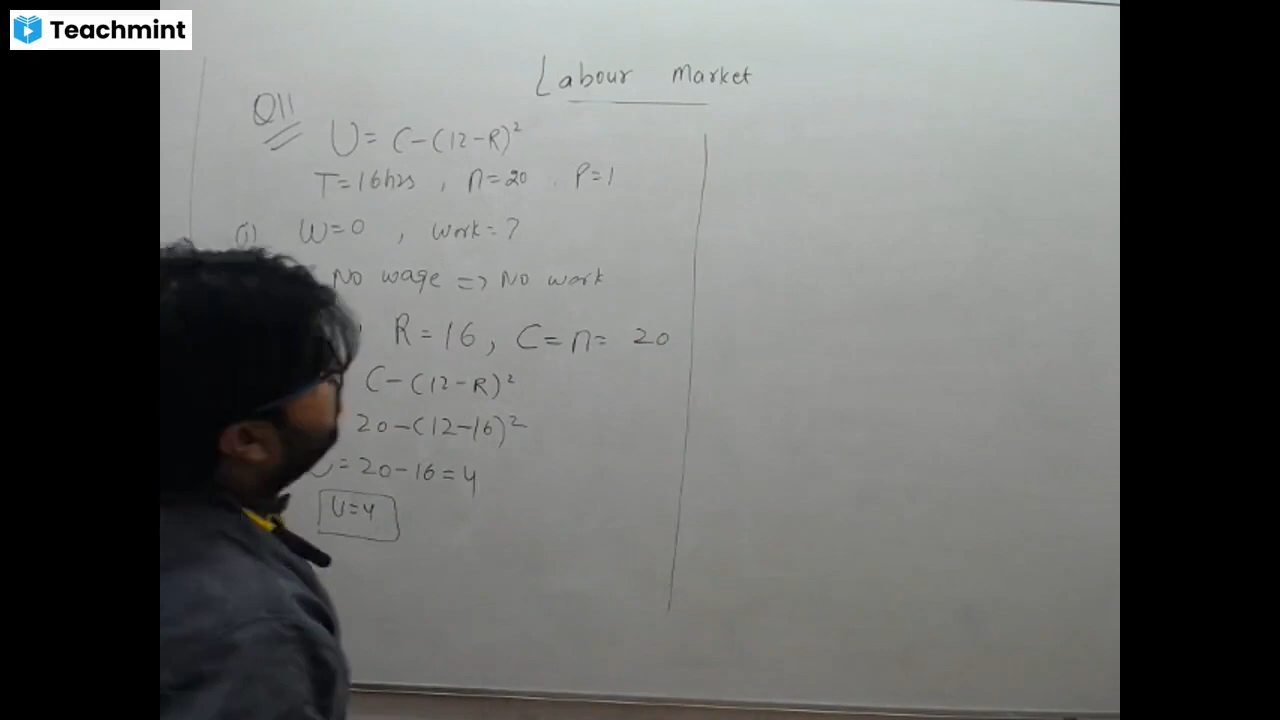 Teachmint
Labour market
Q11
U = C-(12-R)²
T=16hrs , n=20 . P=1
(i) W=0 , work=?
No wage => No work
R=16, C=n= 20
C-(12-R)²
20-(12-16)²
U=20-16=4
U=4